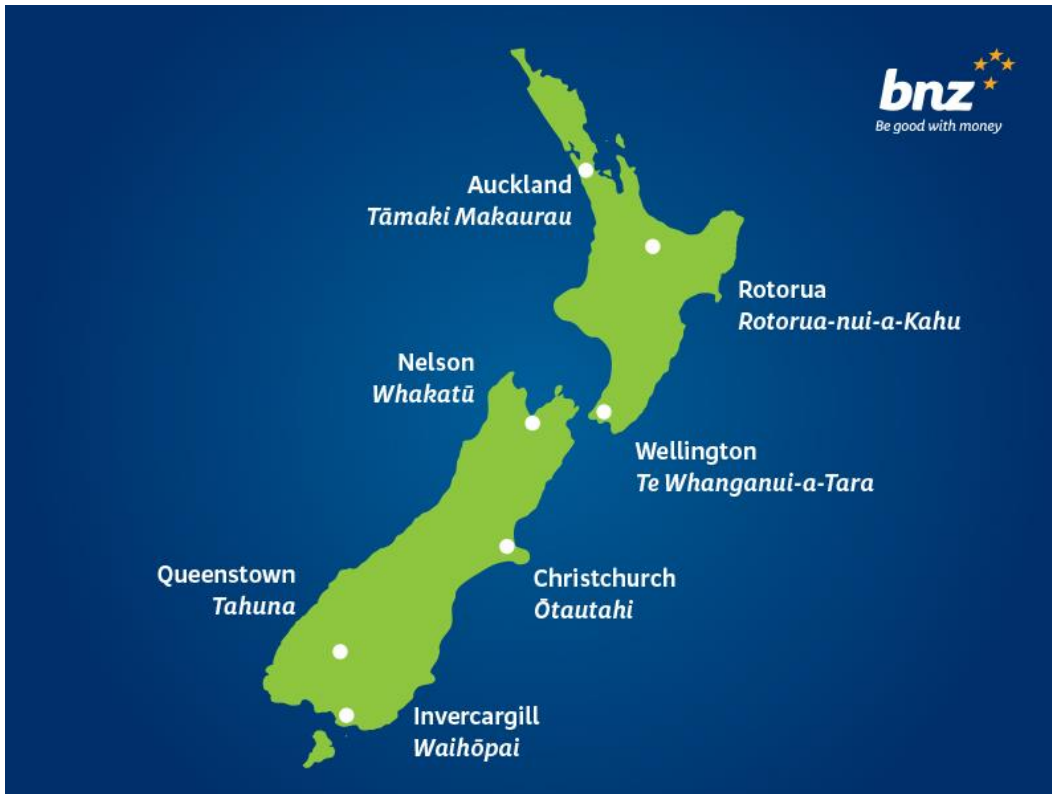 bnz
Be good with money
Auckland
Tāmaki Makaurau
Rotorua
Rotorua-nui-a-Kahu
Nelson
Whakatū
Wellington
Te Whanganui-a-Tara
Queenstown
Tahuna
Christchurch
Ōtautahi
Invercargill
Waihōpai